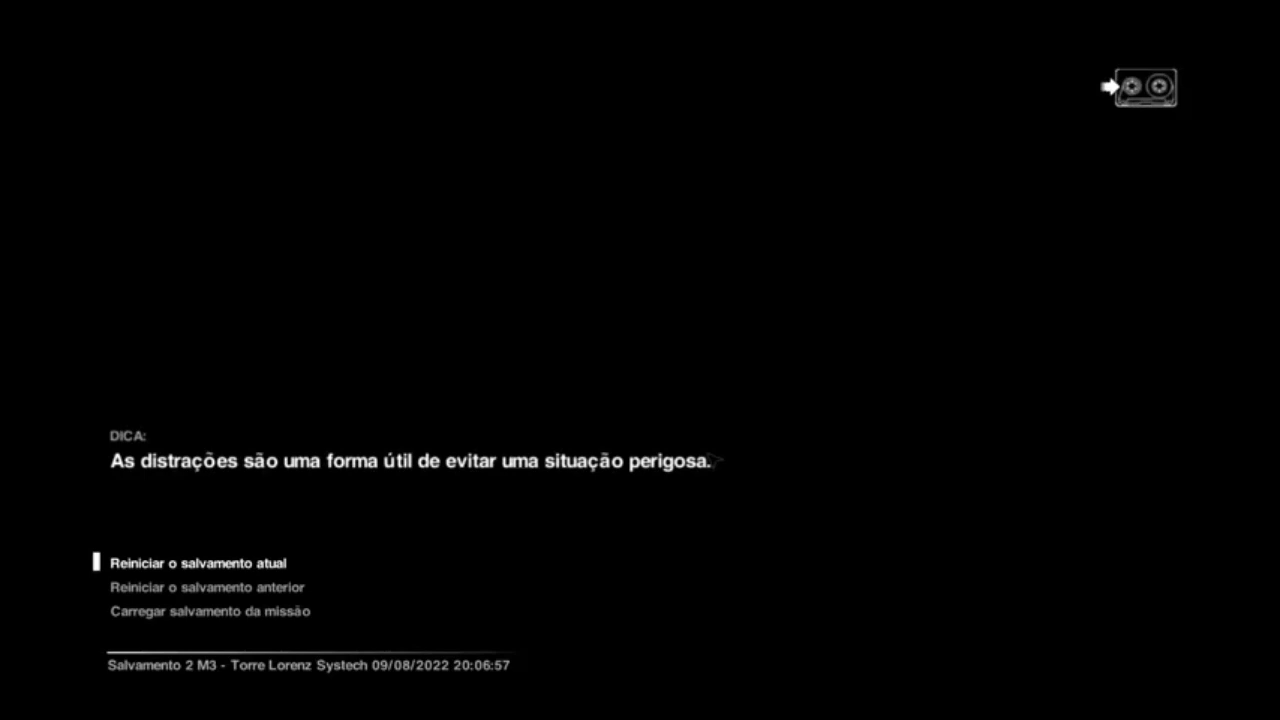 DICA:
As distrações são uma forma útil de evitar uma situação perigosa.
Reiniciar o salvamento atual
Reiniciar o salvamento anterior
Carregar salvamento da missão
Salvamento 2 M3 - Torre Lorenz Systech 09/08/2022 20:06:57